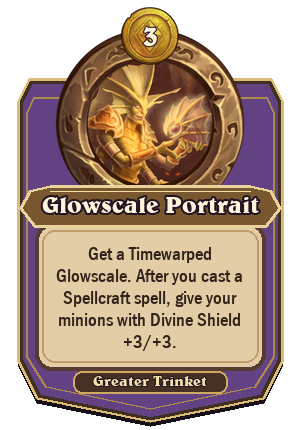 3
Glowscale Portrait
Get a Timewarped
Glowscale. After you cast a
Spellcraft spell, give your
minions with Divine Shield
+3/+3.
Greater Trinket